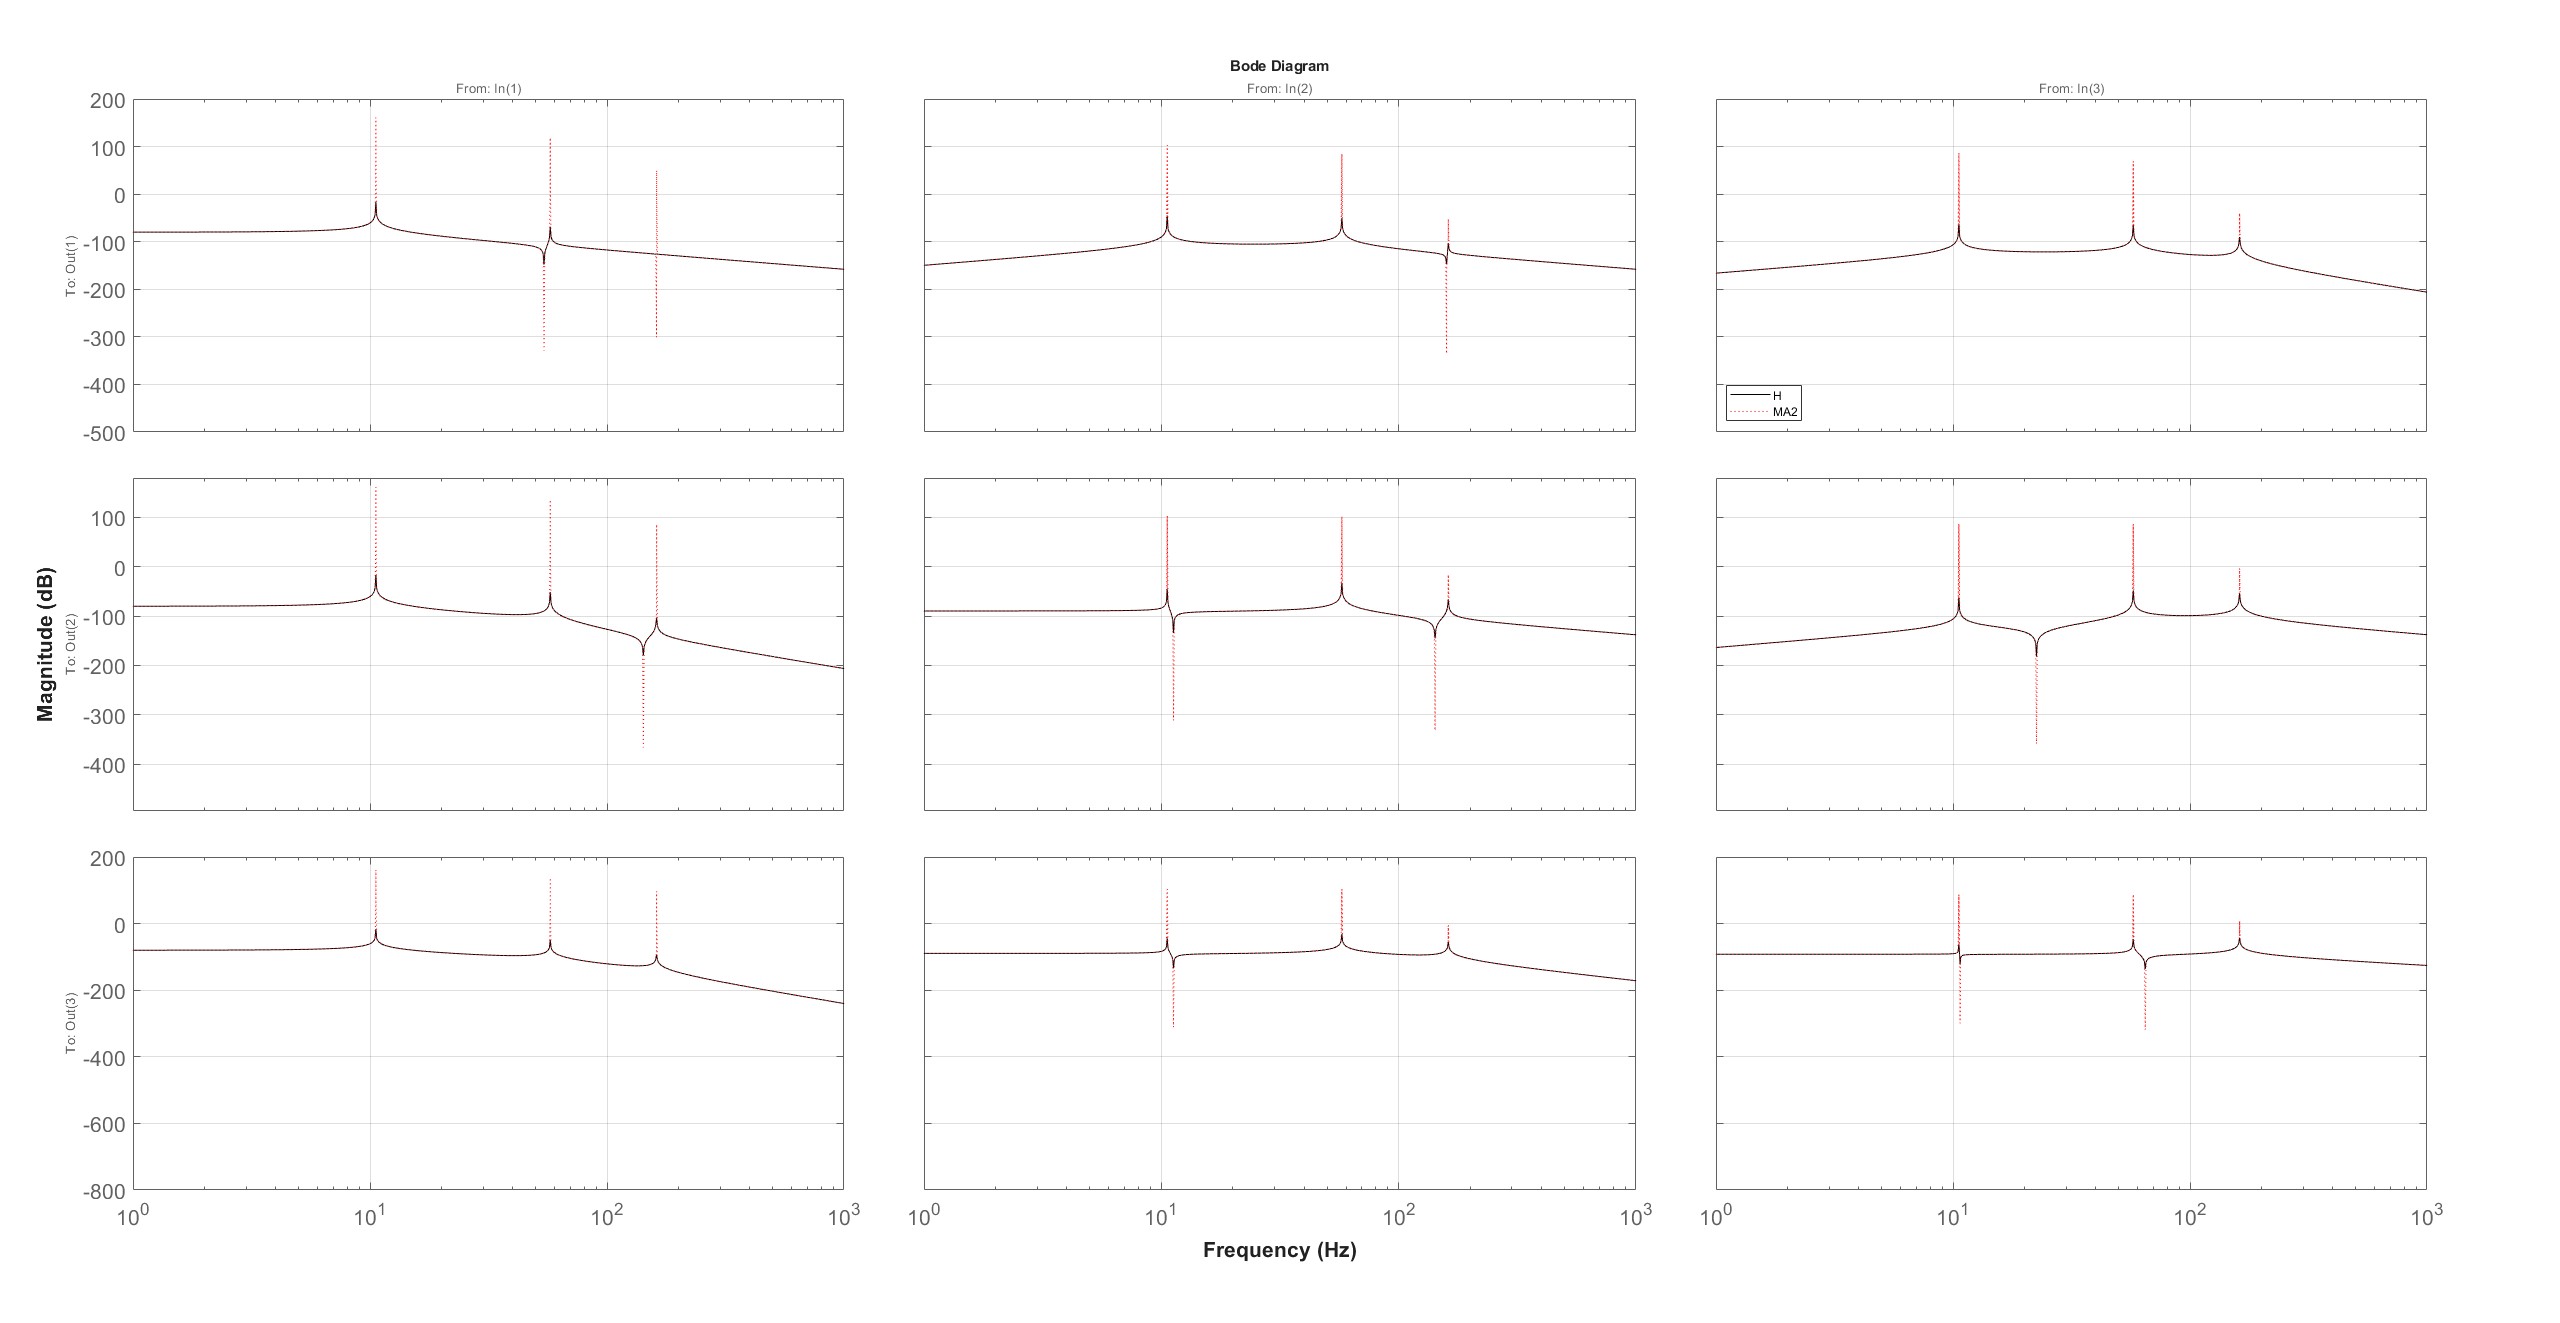 Bode Diagram
From: In(1)
From: In(2)
From: In(3)
Magnitude (dB)
To: Out(1)
200
100
0
-100
-200
-300
-400
-500
H
MA2
To: Out(2)
100
0
-100
-200
-300
-400
To: Out(3)
200
0
-200
-400
-600
-800
10^0 10^1 10^2 10^3
10^0 10^1 10^2 10^3
10^0 10^1 10^2 10^3
Frequency (Hz)